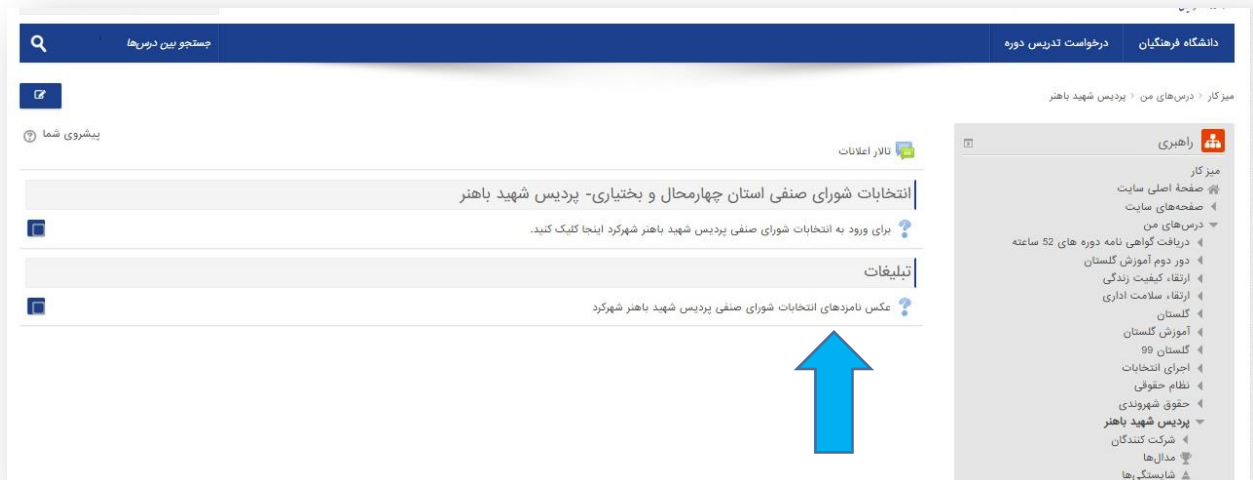 دانشگاه فرهنگیان
درخواست تدریس دوره
جستجو بین درس‌ها
میز کار
درس‌های من
پردیس شهید باهنر
پیشروی شما
تالار اعلانات
انتخابات شورای صنفی استان چهارمحال و بختیاری- پردیس شهید باهنر
برای ورود به انتخابات شورای صنفی پردیس شهید باهنر شهرکرد اینجا کلیک کنید.
تبلیغات
عکس نامزدهای انتخابات شورای صنفی پردیس شهید باهنر شهرکرد
راهبری
میز کار
صفحهٔ اصلی سایت
صفحه‌های سایت
درس‌های من
دریافت گواهی نامه دوره های 52 ساعته
دور دوم آموزش گلستان
ارتقاء کیفیت زندگی
ارتقاء سلامت اداری
گلستان
آموزش گلستان
گلستان 99
اجرای انتخابات
نظام حقوقی
حقوق شهروندی
پردیس شهید باهنر
شرکت کنندگان
مدال‌ها
شایستگی‌ها